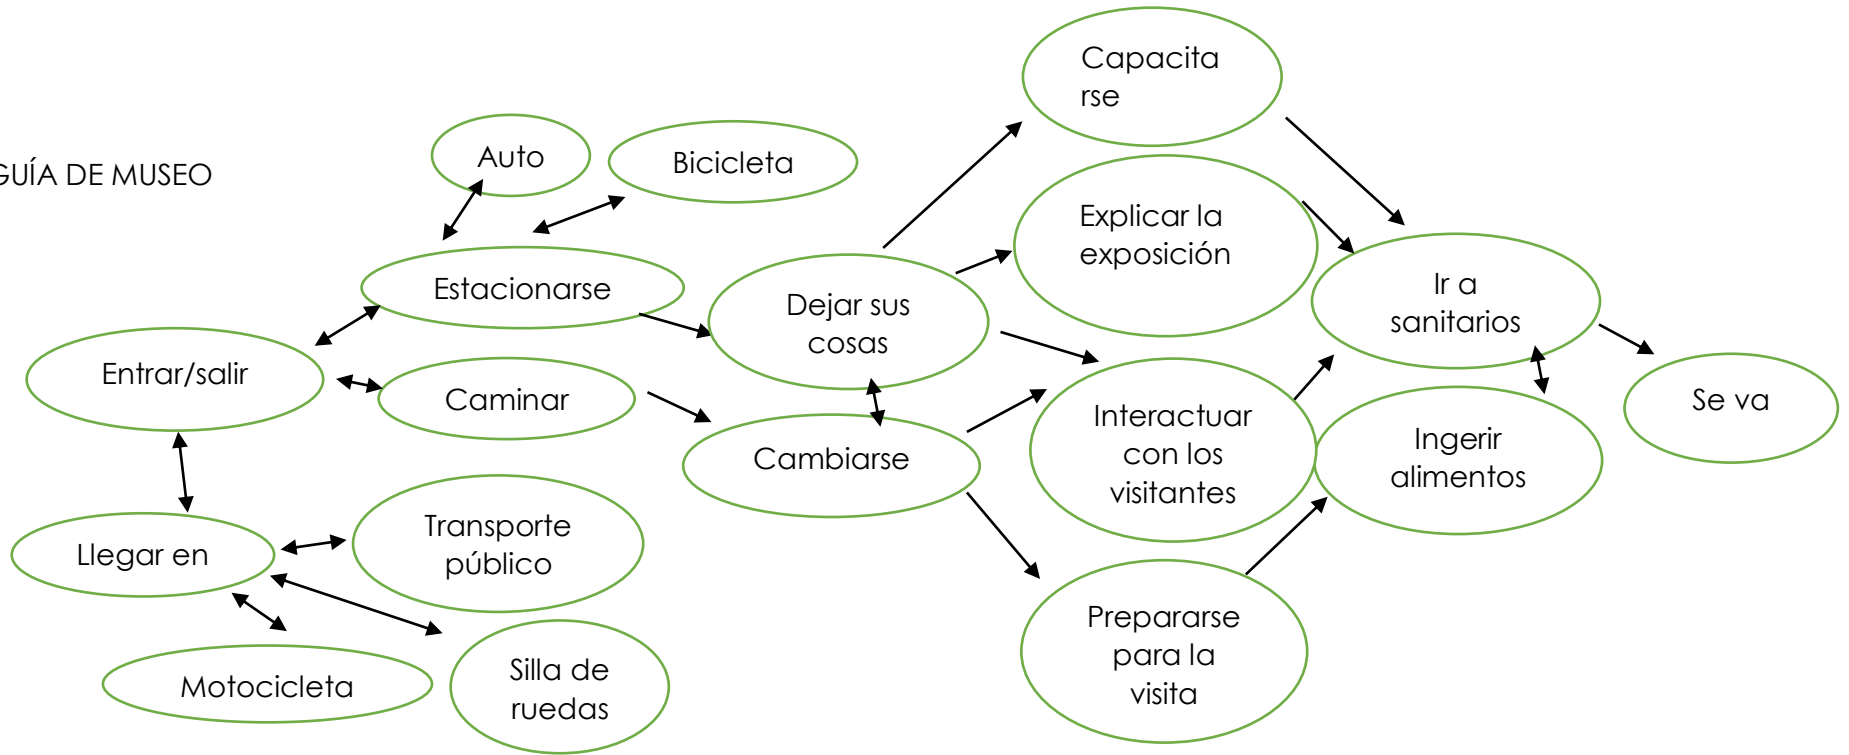 GUÍA DE MUSEO
Auto
Bicicleta
Estacionarse
Entrar/salir
Caminar
Llegar en
Transporte
público
Motocicleta
Silla de
ruedas
Dejar sus
cosas
Cambiarse
Capacita
rse
Explicar la
exposición
Interactuar
con los
visitantes
Prepararse
para la
visita
Ir a
sanitarios
Ingerir
alimentos
Se va